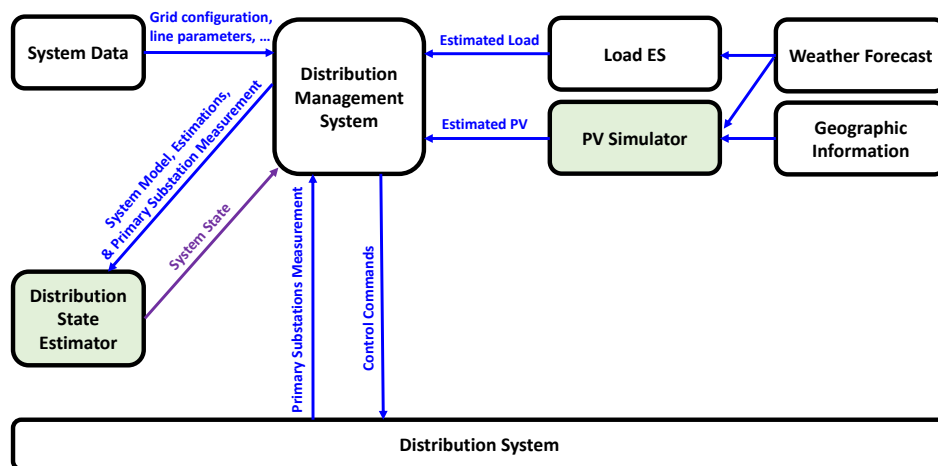 System Data
Grid configuration,
line parameters, ...
Distribution
Management
System
Estimated Load
Load ES
Weather Forecast
Estimated PV
PV Simulator
Geographic
Information
System Model, Estimations,
& Primary Substation Measurement
System State
Distribution
State
Estimator
Primary Substations Measurement
Control Commands
Distribution System